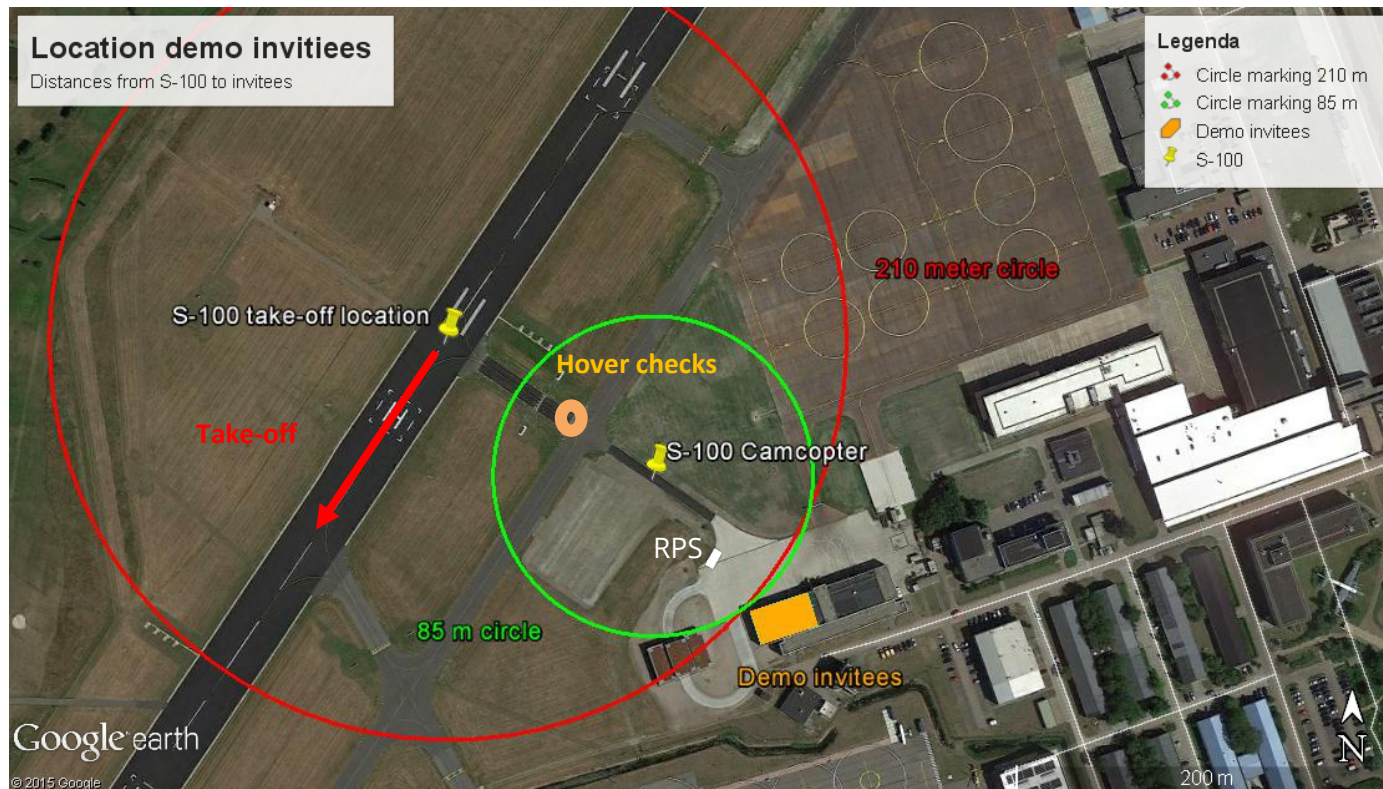 Location demo invitiees
Distances from S-100 to invitees
Legenda
Circle marking 210 m
Circle marking 85 m
Demo invitees
S-100
210 meter circle
S-100 take-off location
Hover checks
Take-off
S-100 Camcopter
RPS
85 m circle
Demo invitees
Google earth
N
© 2015 Google
200 m